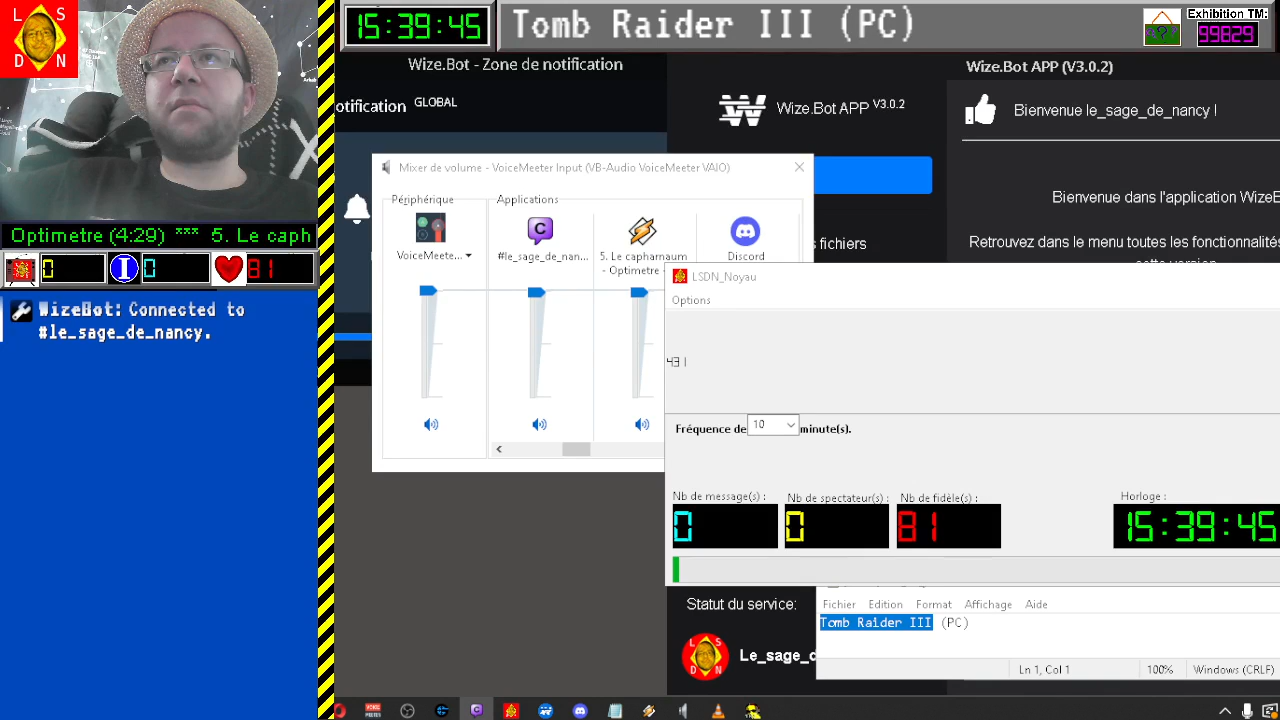 L S
D N
15:39:45
Tomb Raider III (PC)
Exhibition TM:
99829
Optimetre (4:29) *** 5. Le caph
0
0
81
WizeBot: Connected to
#le_sage_de_nancy.
Wize.Bot - Zone de notification
otification GLOBAL
Wize.Bot APP V3.0.2
Wize.Bot APP (V3.0.2)
Bienvenue le_sage_de_nancy !
Bienvenue dans l'application WizeB
Retrouvez dans le menu toutes les fonctionnalités
cette version
fichiers
Mixer de volume - VoiceMeeter Input (VB-Audio VoiceMeeter VAIO)
Périphérique
Applications
VoiceMeete...
#le_sage_de_nan...
5. Le capharnaum
- Optimetre -
Discord
LSDN_Noyau
Options
431
Fréquence de 10 minute(s).
Nb de message(s) :
Nb de spectateur(s) :
Nb de fidèle(s) :
Horloge :
0
0
81
15:39:45
Statut du service:
L S
D N
Le_sage_d
Fichier Edition Format Affichage Aide
Tomb Raider III (PC)
Ln 1, Col 1
100%
Windows (CRLF)